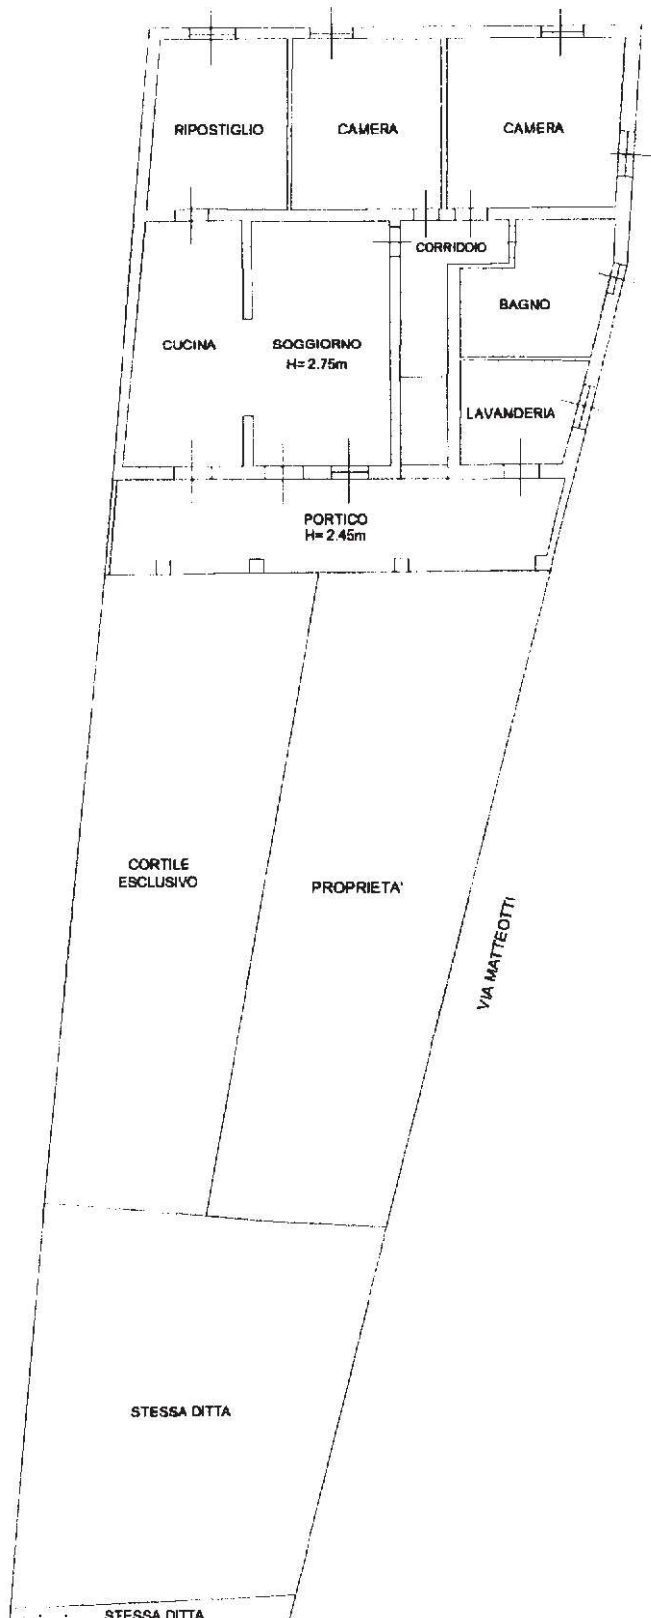 RIPOSTIGLIO
CAMERA
CAMERA
CORRIDOIO
BAGNO
CUCINA
SOGGIORNO
H= 2.75m
LAVANDERIA
PORTICO
H= 2.45m
CORTILE
ESCLUSIVO
PROPRIETA'
VIA MATTEOTTI
STESSA DITTA
STESSA DITTA